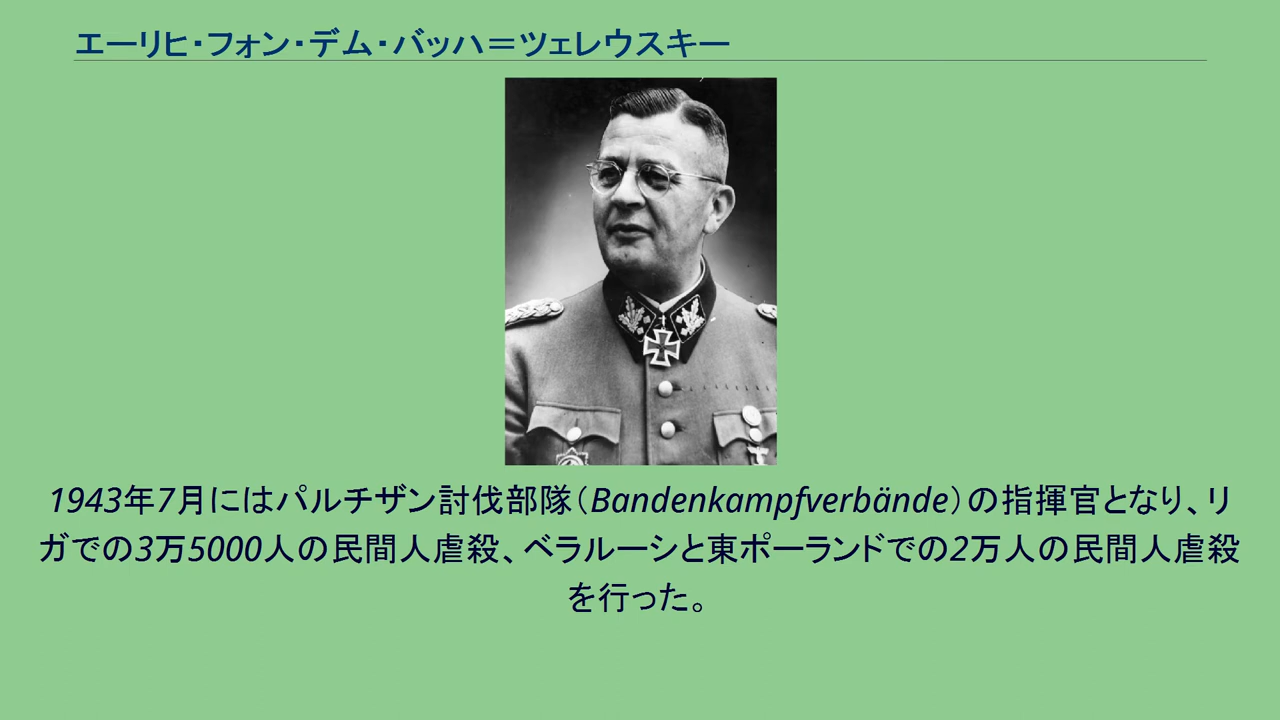 エーリヒ・フォン・デム・バッハ＝ツェレウスキー
1943年7月にはパルチザン討伐部隊（Bandenkampfverbände）の指揮官となり、リ
ガでの3万5000人の民間人虐殺、ベラルーシと東ポーランドでの2万人の民間人虐殺
を行った。